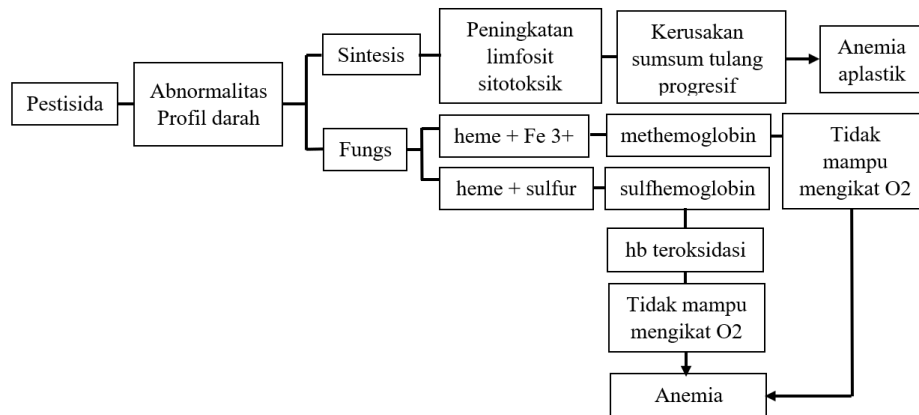 Pestisida
Abnormalitas
Profil darah
Sintesis
Peningkatan
limfosit
sitotoksik
Kerusakan
sumsum tulang
progresif
Anemia
aplastik
Fungs
heme + Fe 3+
methemoglobin
Tidak
mampu
mengikat O2
heme + sulfur
sulfhemoglobin
hb teroksidasi
Tidak mampu
mengikat O2
Anemia